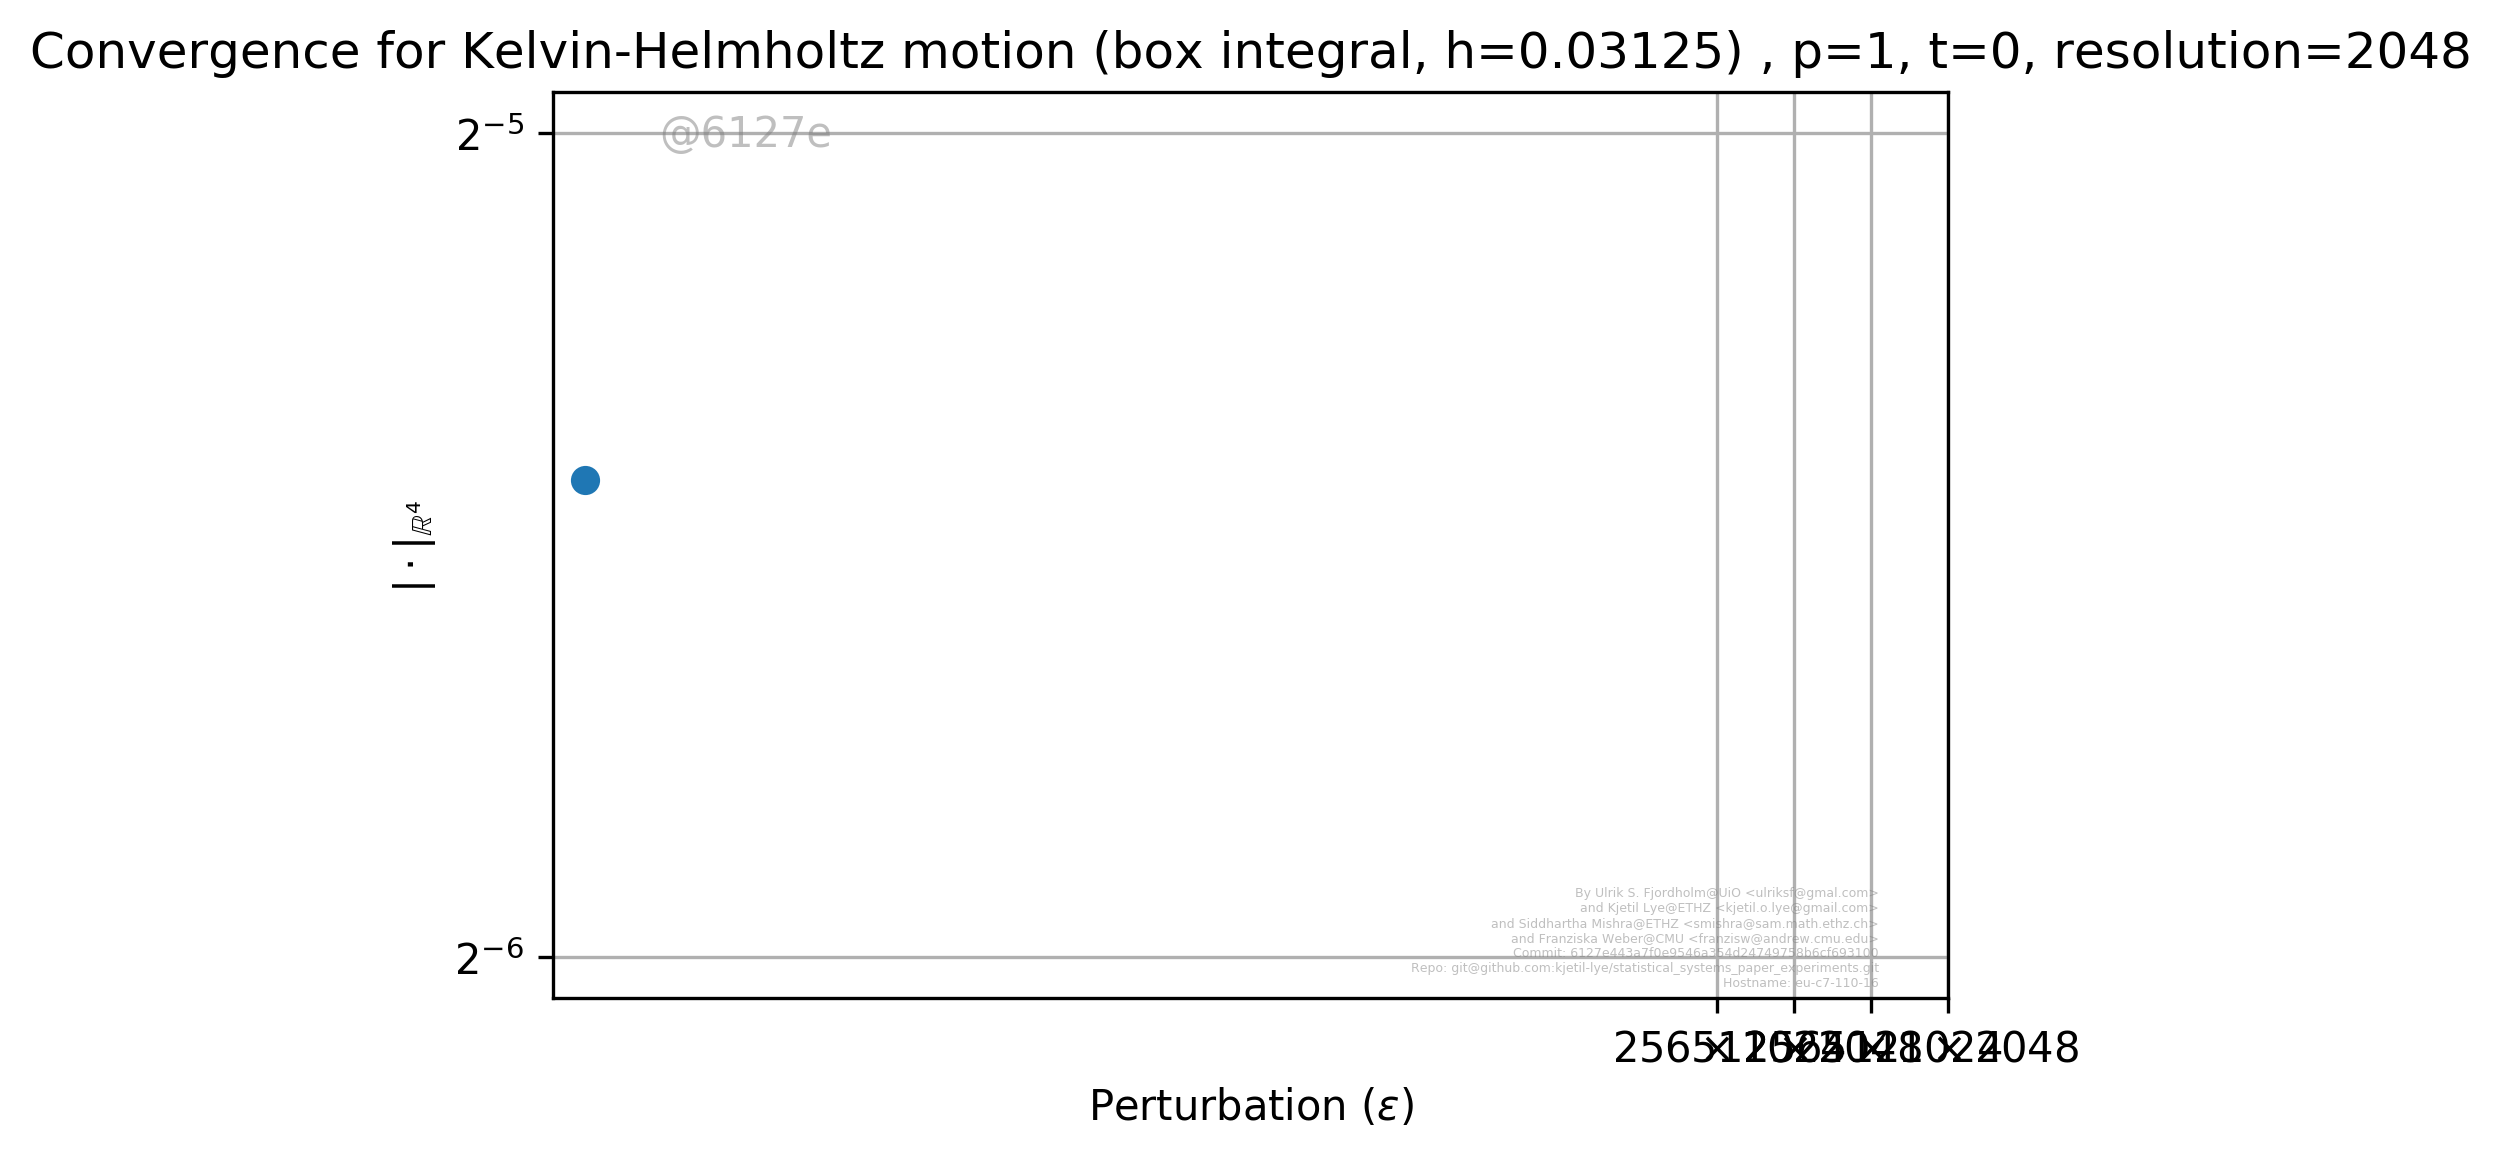 Convergence for Kelvin-Helmholtz motion (box integral, h=0.03125) , p=1, t=0, resolution=2048
2⁻⁵
@6127e
|·|ℝ⁴
By Ulrik S. Fjordholm@UiO <ulriksf@gmal.com>
and Kjetil Lye@ETHZ <kjetil.o.lye@gmail.com>
and Siddhartha Mishra@ETHZ <smishra@sam.math.ethz.ch>
and Franziska Weber@CMU <franzisw@andrew.cmu.edu>
2⁻⁶
Repo: git@github.com:kjetil-lye/statistical_systems_paper_experiments.git
Hostname: eu-c7-110-16
Perturbation (ε)